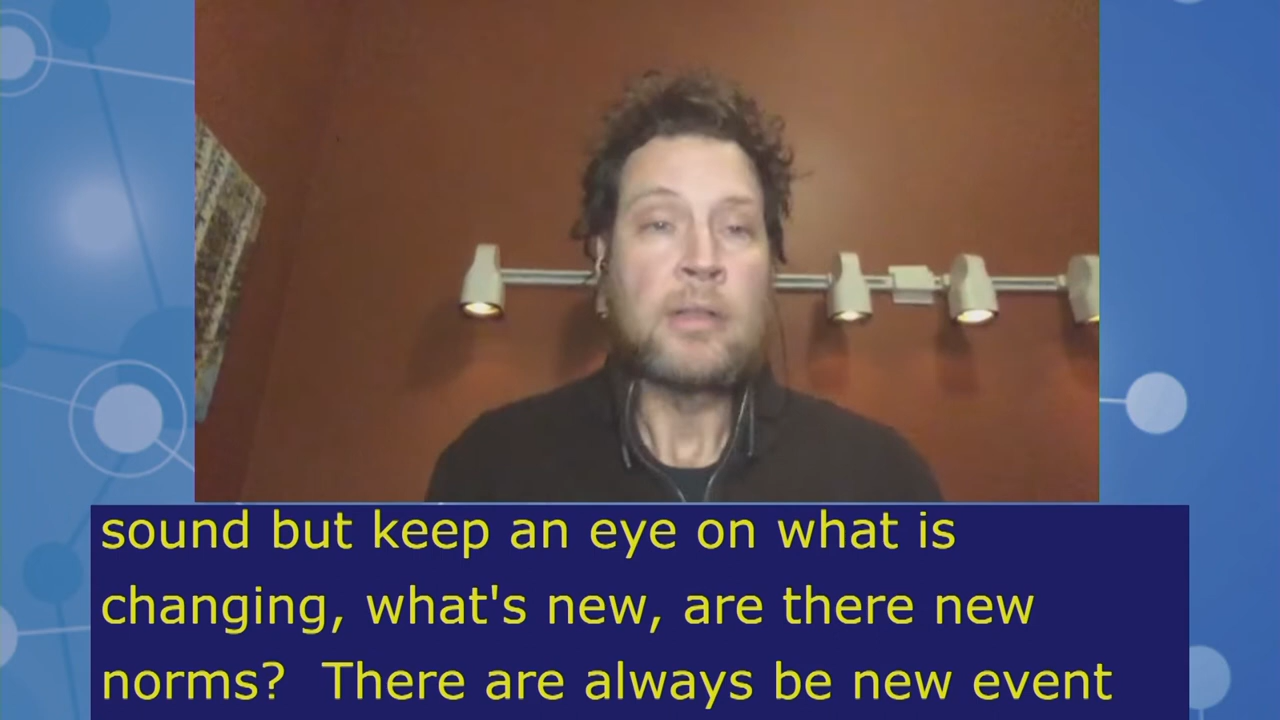 sound but keep an eye on what is
changing, what's new, are there new
norms?  There are always be new event